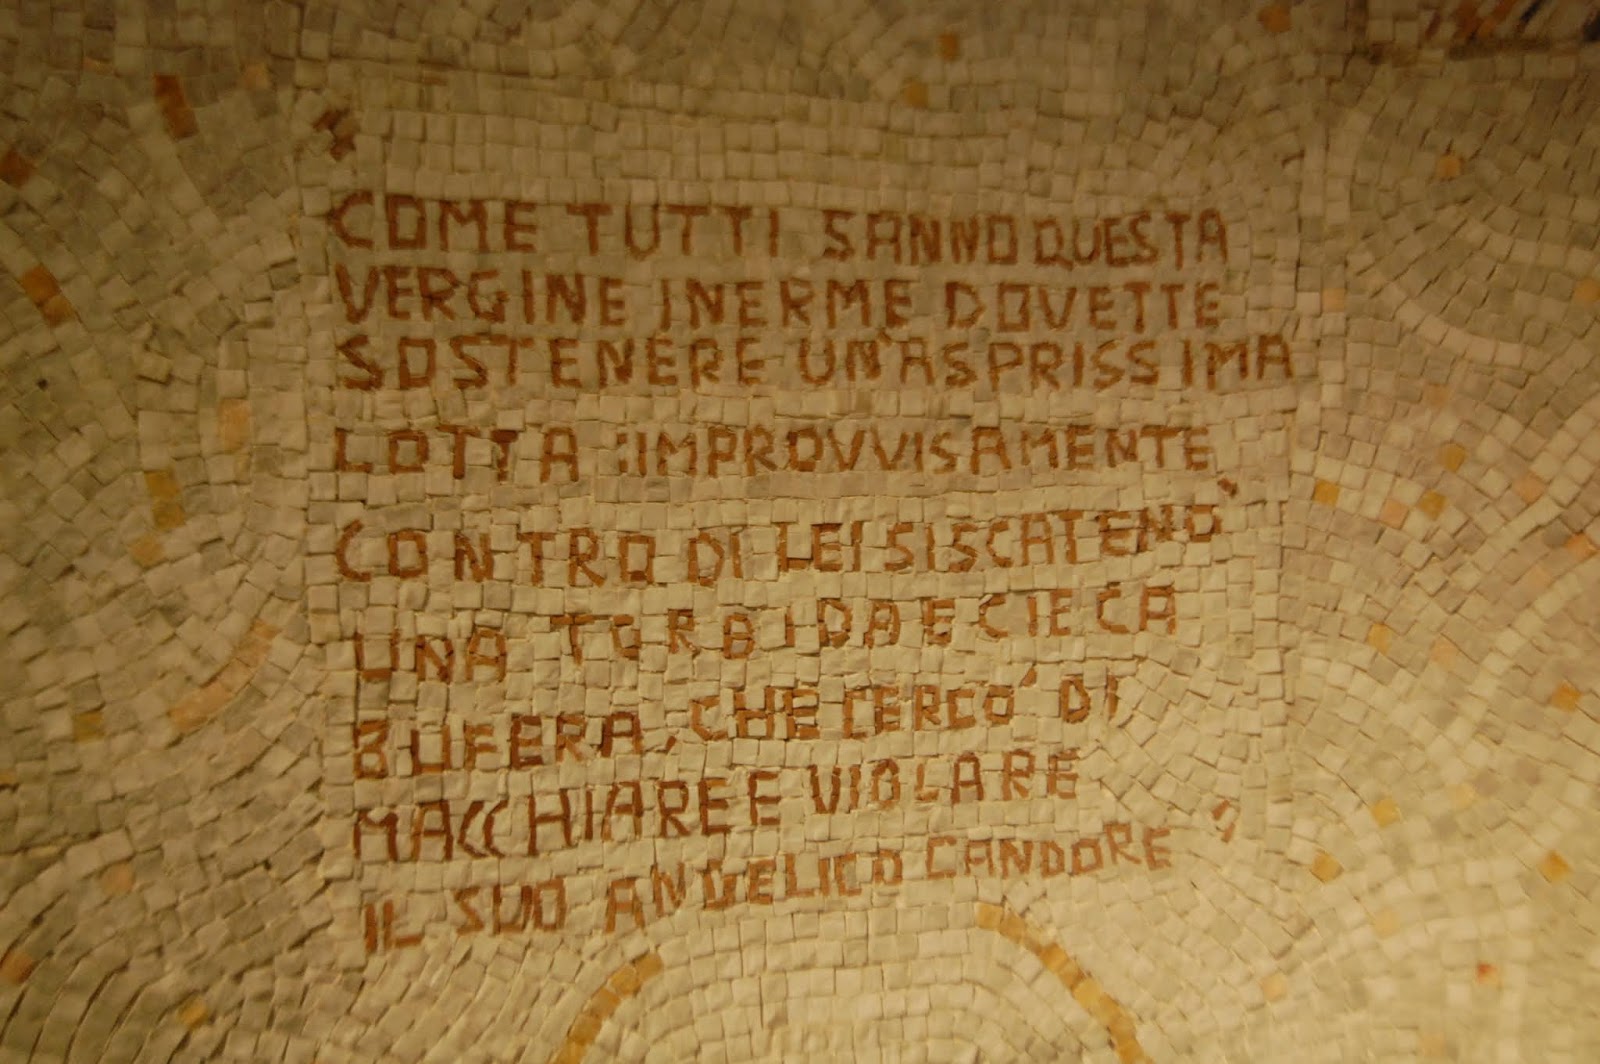 "COME TUTTI SANNO QUESTA
VERGINE INERME DOVETTE
SOSTENERE UN'ASPRISSIMA
LOTTA : IMPROVVISAMENTE
CONTRO DI LEI SI SCATENÒ
UNA TORBIDA E CIECA
BUFERA, CHE CERCÒ DI
MACCHIARE E VIOLARE
IL SUO ANGELICO CANDORE"